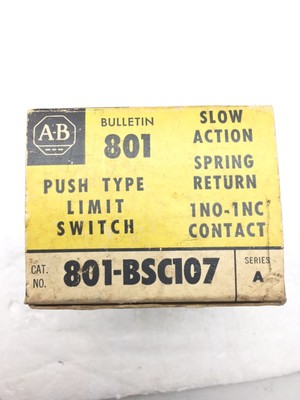 A-B
BULLETIN
801
PUSH TYPE
LIMIT
SWITCH
SLOW
ACTION
SPRING
RETURN
1NO-1NC
CONTACT
CAT.
NO.
801-BSC107
SERIES
A